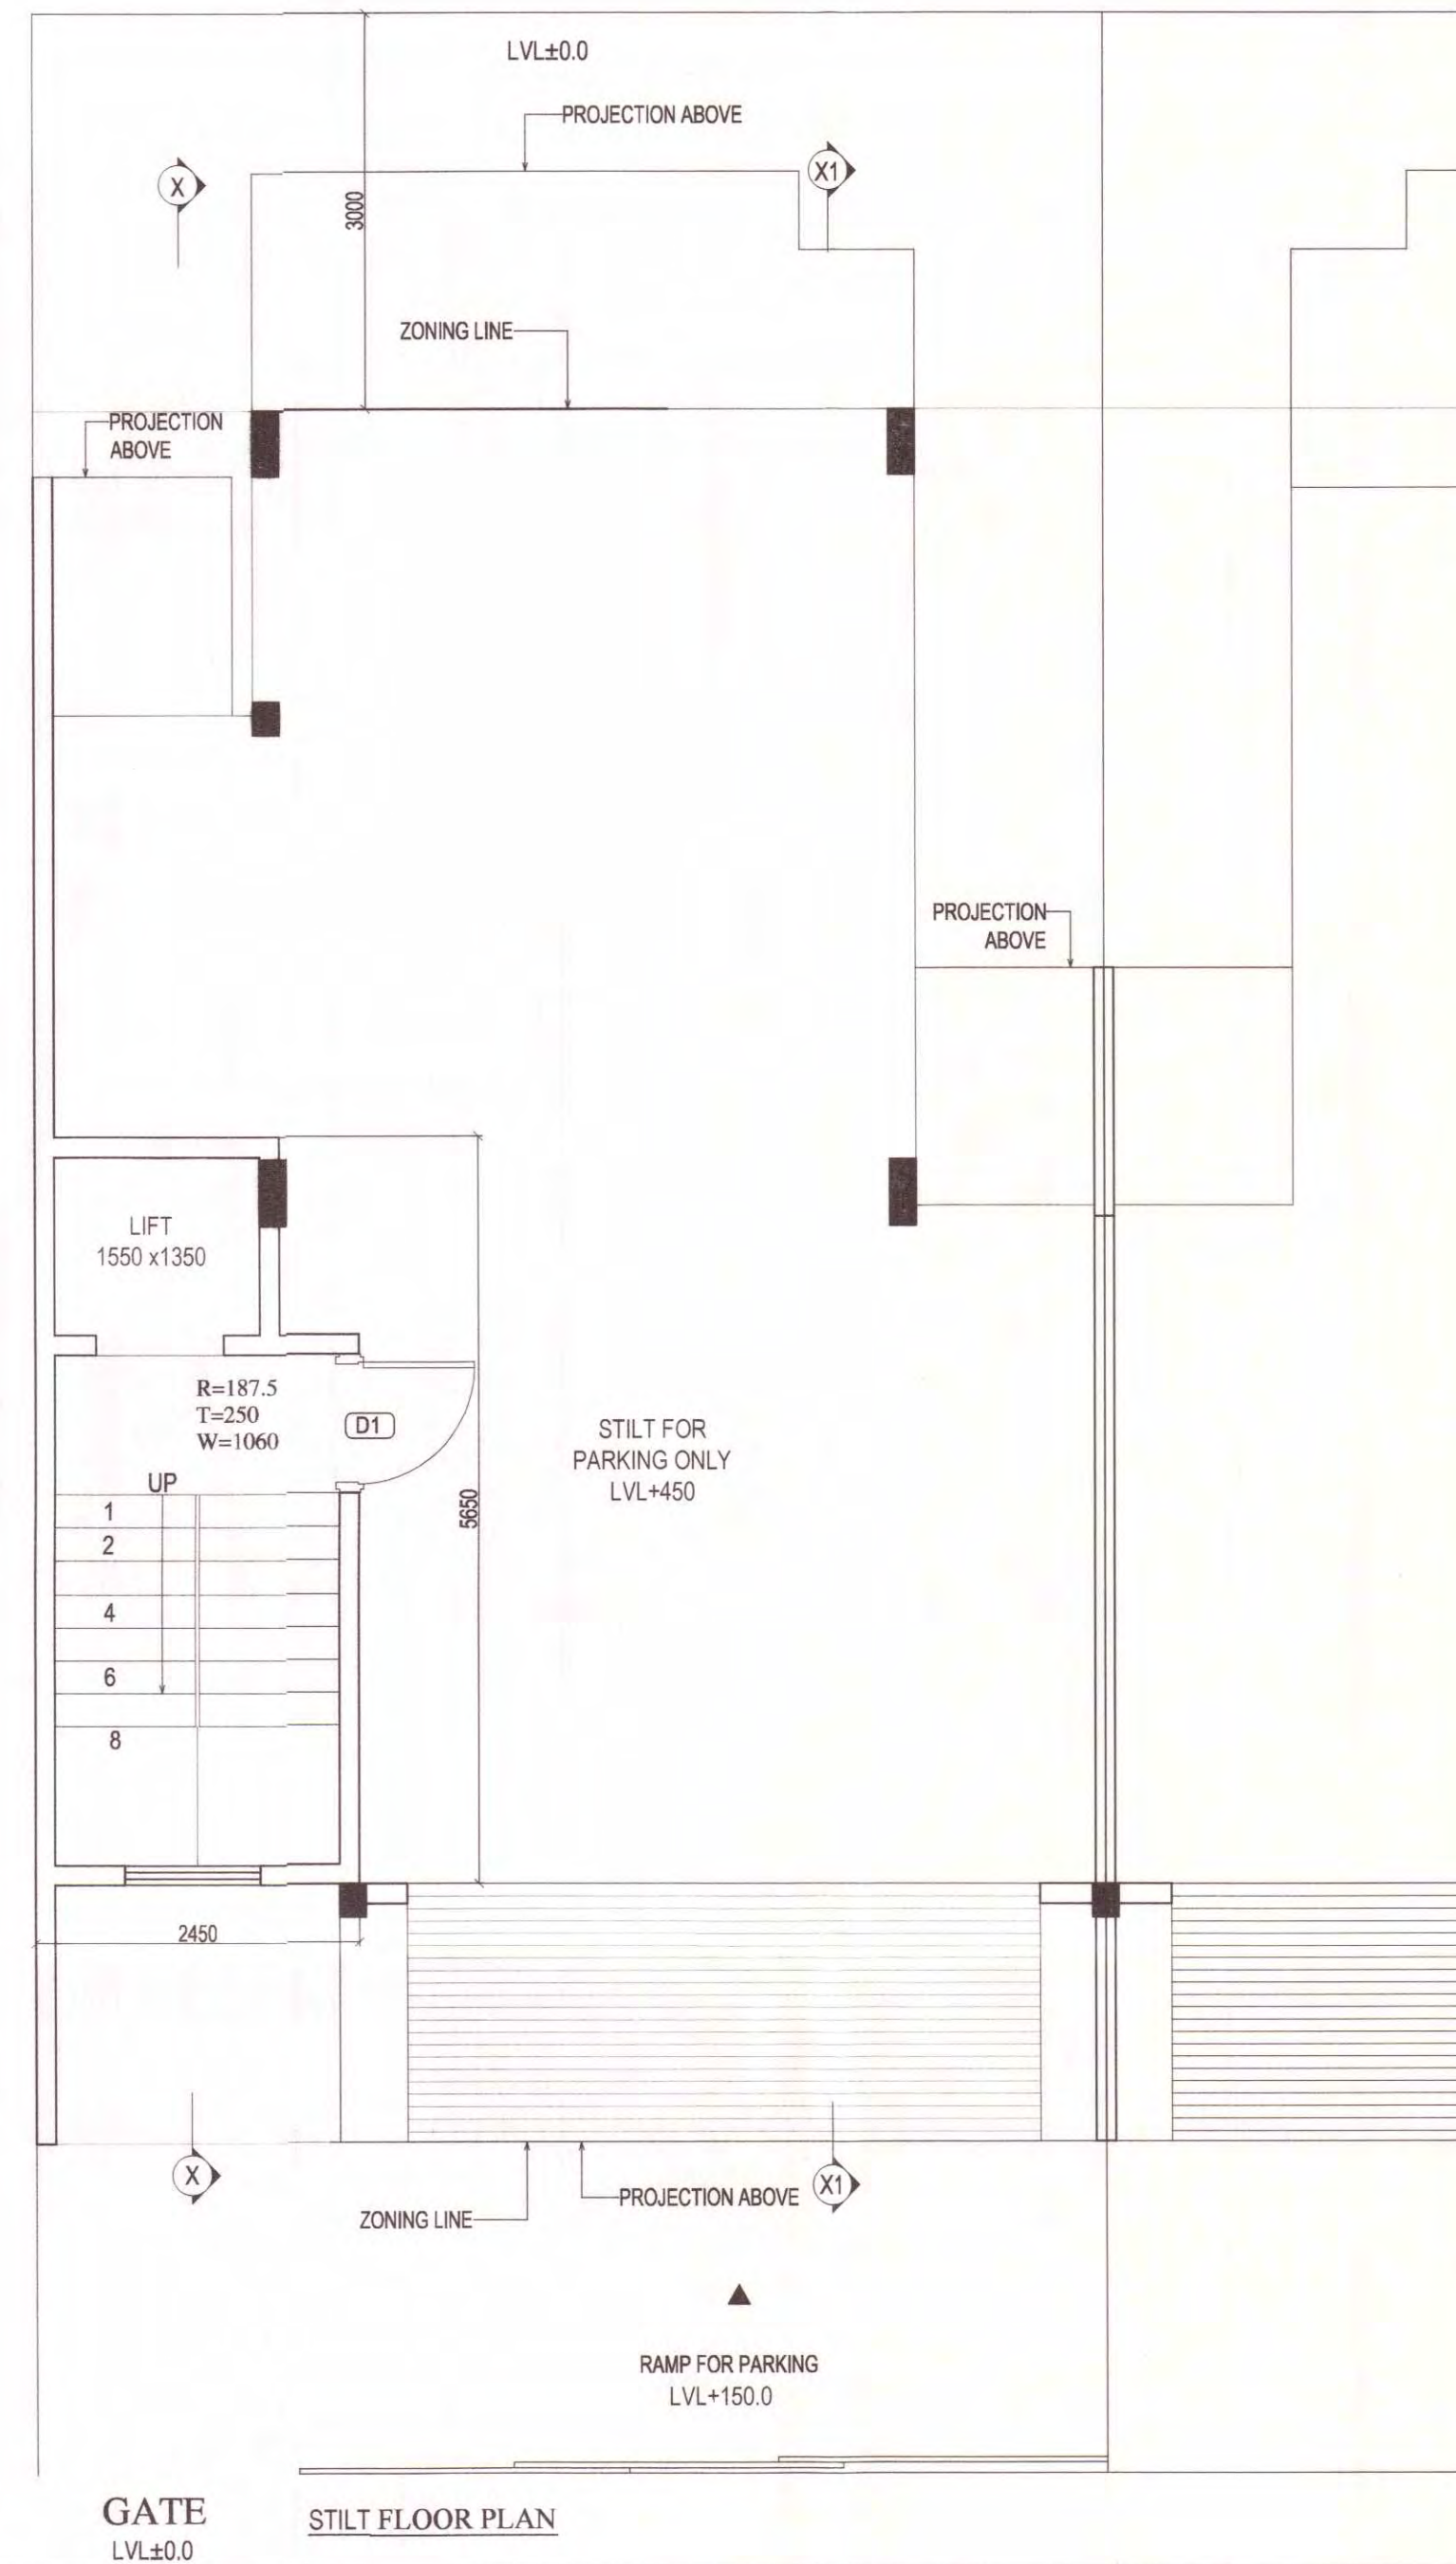 LVL±0.0
PROJECTION ABOVE
X
X1
3000
ZONING LINE
PROJECTION
ABOVE
PROJECTION
ABOVE
LIFT
1550 x1350
R=187.5
T=250
W=1060
D1
UP
1
2
4
6
8
5650
STILT FOR
PARKING ONLY
LVL+450
2450
X
X1
PROJECTION ABOVE
ZONING LINE
RAMP FOR PARKING
LVL+150.0
GATE
LVL±0.0
STILT FLOOR PLAN